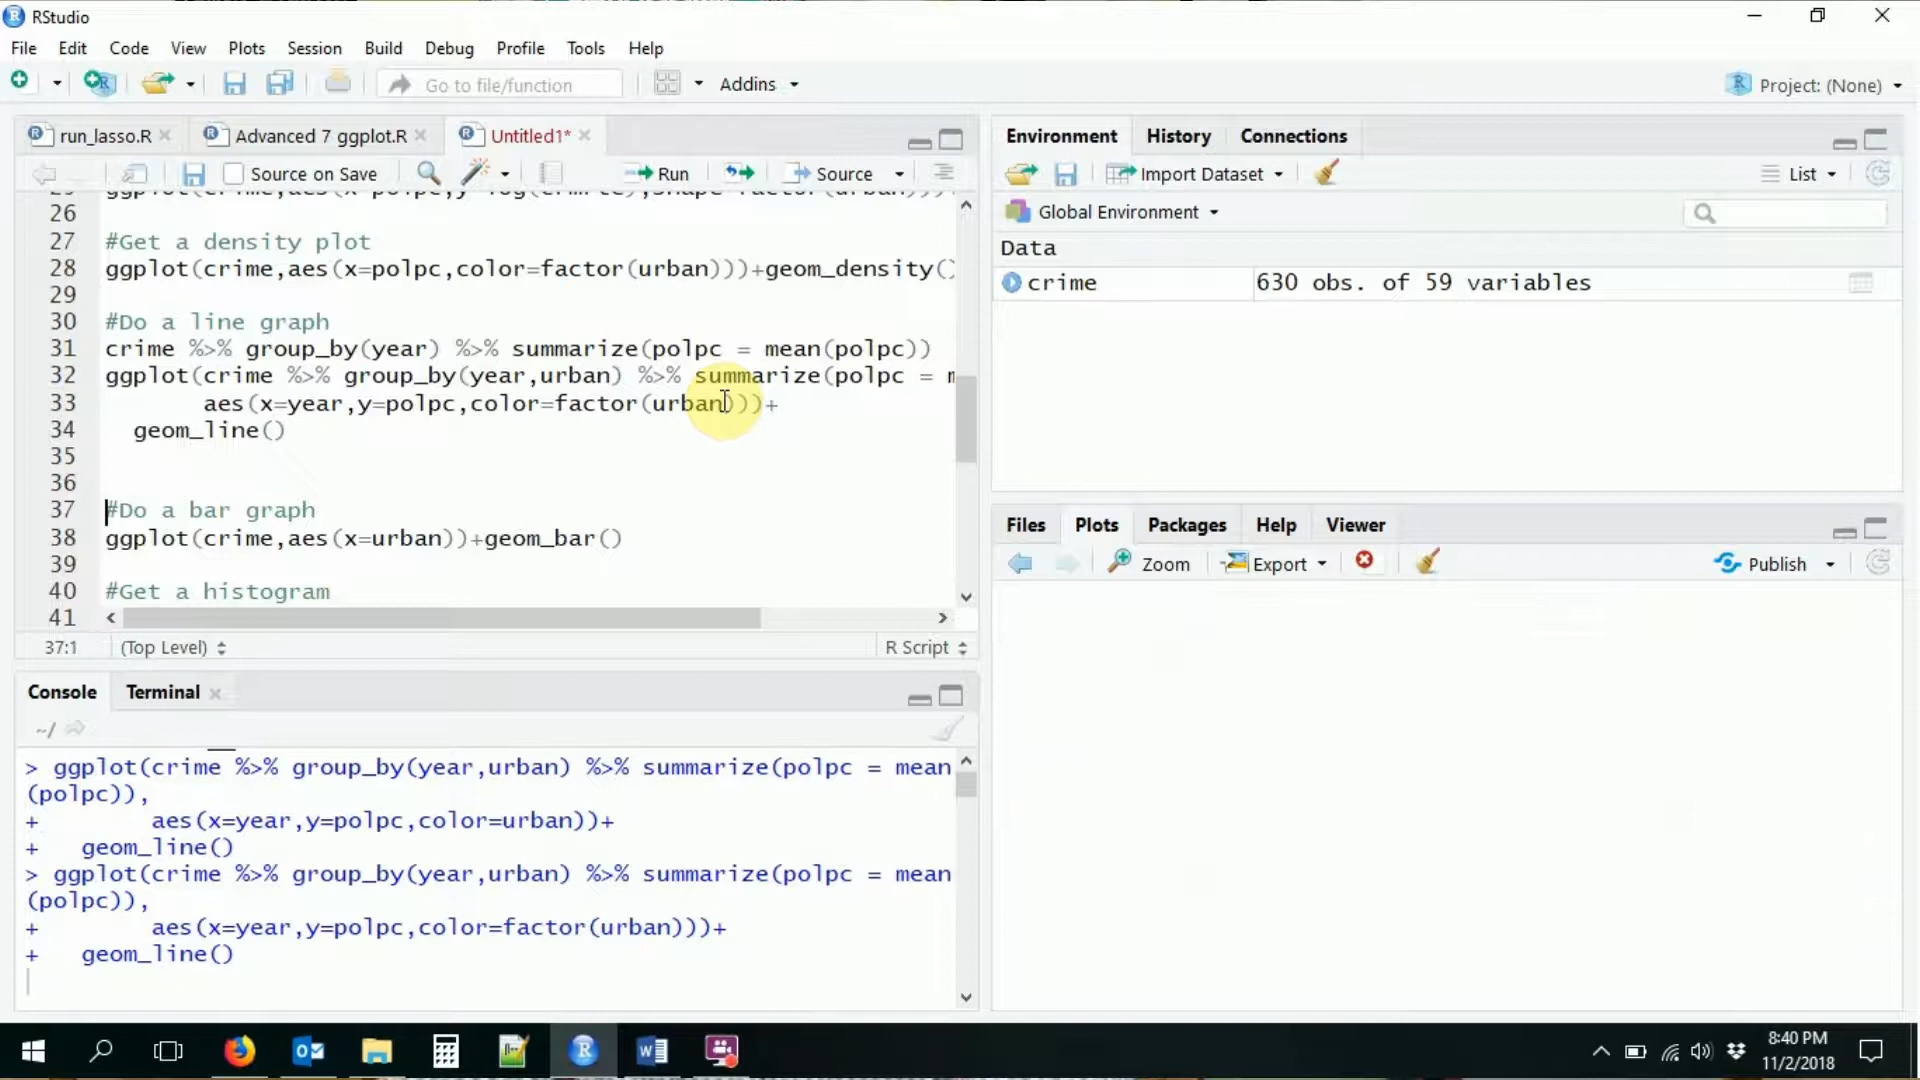 RStudio
File Edit Code View Plots Session Build Debug Profile Tools Help
Go to file/function Addins Project: (None)
run_lasso.R Advanced 7 ggplot.R Untitled1*
Source on Save Run Source
26
27 #Get a density plot
28 ggplot(crime,aes(x=polpc,color=factor(urban)))+geom_density()
29
30 #Do a line graph
31 crime %>% group_by(year) %>% summarize(polpc = mean(polpc))
32 ggplot(crime %>% group_by(year,urban) %>% summarize(polpc =
33 aes(x=year,y=polpc,color=factor(urban)))+
34 geom_line()
35
36
37 #Do a bar graph
38 ggplot(crime,aes(x=urban))+geom_bar()
39
40 #Get a histogram
41
37:1 (Top Level) R Script
Console Terminal
~/
> ggplot(crime %>% group_by(year,urban) %>% summarize(polpc = mean
(polpc)),
+ aes(x=year,y=polpc,color=urban))+
+ geom_line()
> ggplot(crime %>% group_by(year,urban) %>% summarize(polpc = mean
(polpc)),
+ aes(x=year,y=polpc,color=factor(urban)))+
+ geom_line()
Environment History Connections
Import Dataset List
Global Environment
Data
crime 630 obs. of 59 variables
Files Plots Packages Help Viewer
Zoom Export Publish
8:40 PM
11/2/2018